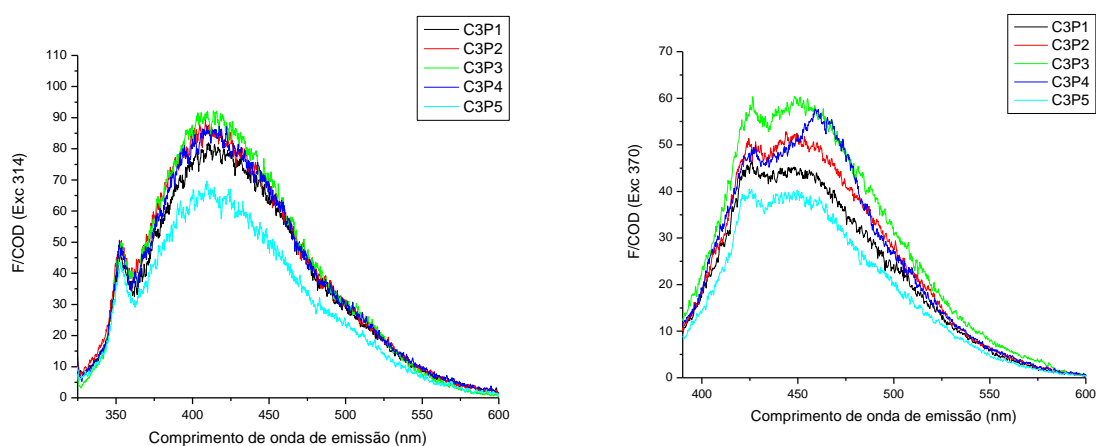 C3P1
C3P2
C3P3
C3P4
C3P5
110
100
90
80
70
60
50
40
30
20
10
0
350 400 450 500 550 600
F/COD (Exc 314)
Comprimento de onda de emissão (nm)
C3P1
C3P2
C3P3
C3P4
C3P5
70
60
50
40
30
20
10
0
400 450 500 550 600
F/COD (Exc 370)
Comprimento de onda de emissão (nm)